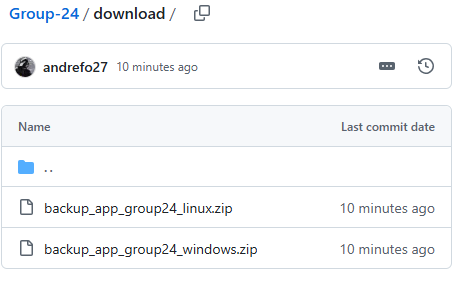 Group-24 / download /
andrefo27 10 minutes ago
Name Last commit date
..
backup_app_group24_linux.zip 10 minutes ago
backup_app_group24_windows.zip 10 minutes ago